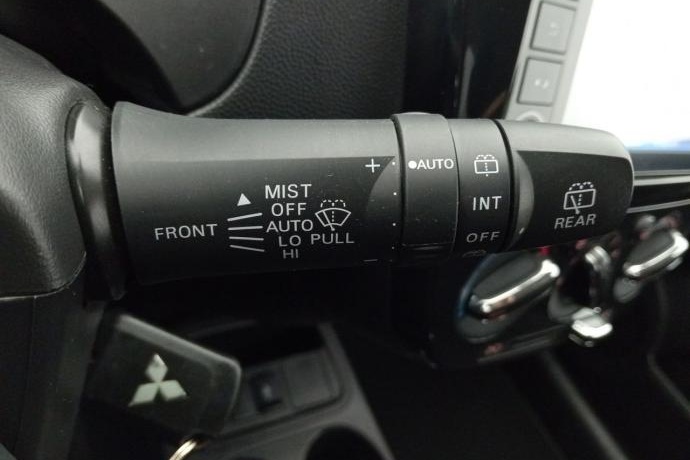 FRONT
MIST
OFF
AUTO
LO PULL
HI
+
-
●AUTO
INT
OFF
REAR